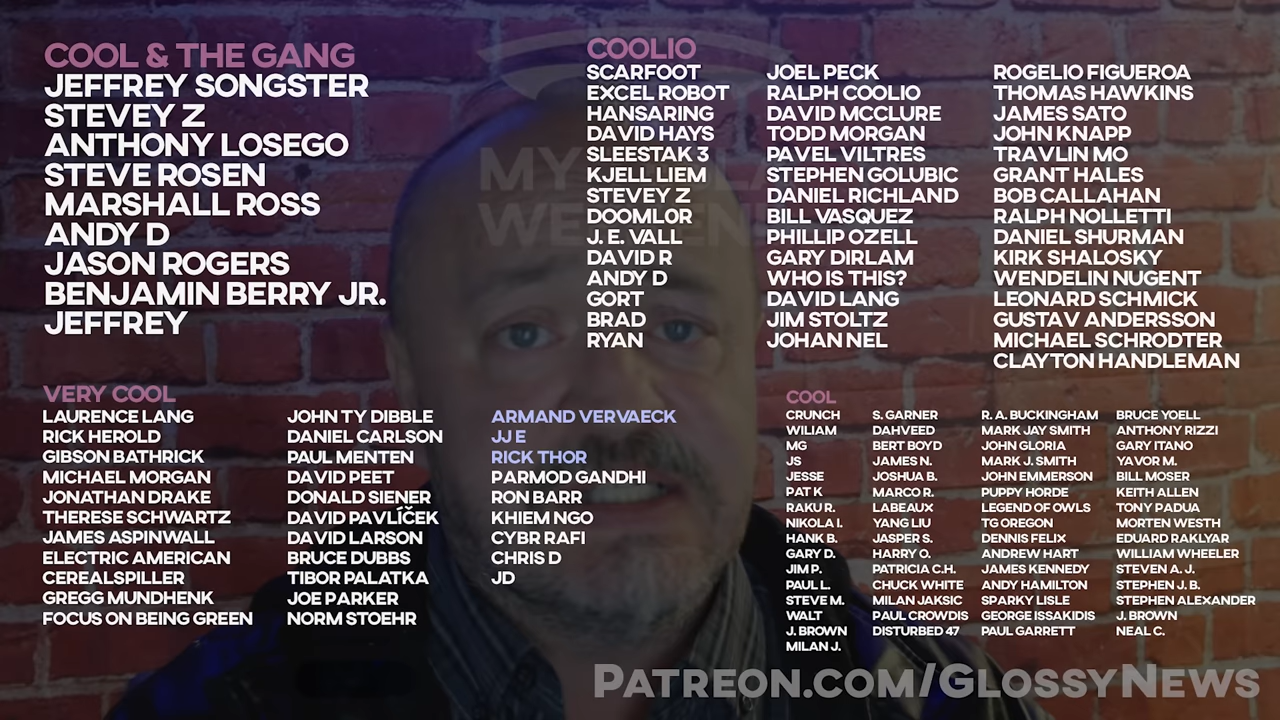 COOL & THE GANG
JEFFREY SONGSTER
STEVEY Z
ANTHONY LOSEGO
STEVE ROSEN
MARSHALL ROSS
ANDY D
JASON ROGERS
BENJAMIN BERRY JR.
JEFFREY
COOLIO
SCARFOOT
EXCEL ROBOT
HANSARING
DAVID HAYS
SLEESTAK 3
KJELL LIEM
STEVEY Z
DOOML0R
J. E. VALL
DAVID R
ANDY D
GORT
BRAD
RYAN
JOEL PECK
RALPH COOLIO
DAVID MCCLURE
TODD MORGAN
PAVEL VILTRES
STEPHEN GOLUBIC
DANIEL RICHLAND
BILL VASQUEZ
PHILLIP OZELL
GARY DIRLAM
WHO IS THIS?
DAVID LANG
JIM STOLTZ
JOHAN NEL
ROGELIO FIGUEROA
THOMAS HAWKINS
JAMES SATO
JOHN KNAPP
TRAVLIN MO
GRANT HALES
BOB CALLAHAN
RALPH NOLLETTI
DANIEL SHURMAN
KIRK SHALOSKY
WENDELIN NUGENT
LEONARD SCHMICK
GUSTAV ANDERSSON
MICHAEL SCHRODTER
CLAYTON HANDLEMAN
MY
VERY COOL
LAURENCE LANG
RICK HEROLD
GIBSON BATHRICK
MICHAEL MORGAN
JONATHAN DRAKE
THERESE SCHWARTZ
JAMES ASPINWALL
ELECTRIC AMERICAN
CEREALSPILLER
GREGG MUNDHENK
FOCUS ON BEING GREEN
JOHN TY DIBBLE
DANIEL CARLSON
PAUL MENTEN
DAVID PEET
DONALD SIENER
DAVID PAVLÍČEK
DAVID LARSON
BRUCE DUBBS
TIBOR PALATKA
JOE PARKER
NORM STOEHR
ARMAND VERVAECK
JJ E
RICK THOR
PARMOD GANDHI
RON BARR
KHIEM NGO
CYBR RAFI
CHRIS D
JD
COOL
CRUNCH
WILIAM
MG
JS
JESSE
PAT K
RAKU R.
NIKOLA I.
HANK B.
GARY D.
JIM P.
PAUL L.
STEVE M.
WALT
J. BROWN
MILAN J.
S. GARNER
DAHVEED
BERT BOYD
JAMES N.
JOSHUA B.
MARCO R.
LABEAUX
YANG LIU
JASPER S.
HARRY O.
PATRICIA C.H.
CHUCK WHITE
MILAN JAKSIC
PAUL CROWDIS
DISTURBED 47
R. A. BUCKINGHAM
MARK JAY SMITH
JOHN GLORIA
MARK J. SMITH
JOHN EMMERSON
PUPPY HORDE
LEGEND OF OWLS
TG OREGON
DENNIS FELIX
ANDREW HART
JAMES KENNEDY
ANDY HAMILTON
SPARKY LISLE
GEORGE ISSAKIDIS
PAUL GARRETT
BRUCE YOELL
ANTHONY RIZZI
GARY ITANO
YAVOR M.
BILL MOSER
KEITH ALLEN
TONY PADUA
MORTEN WESTH
EDUARD RAKLYAR
WILLIAM WHEELER
STEVEN A. J.
STEPHEN J. B.
STEPHEN ALEXANDER
J. BROWN
NEAL C.
PATREON.COM/GLOSSYNEWS